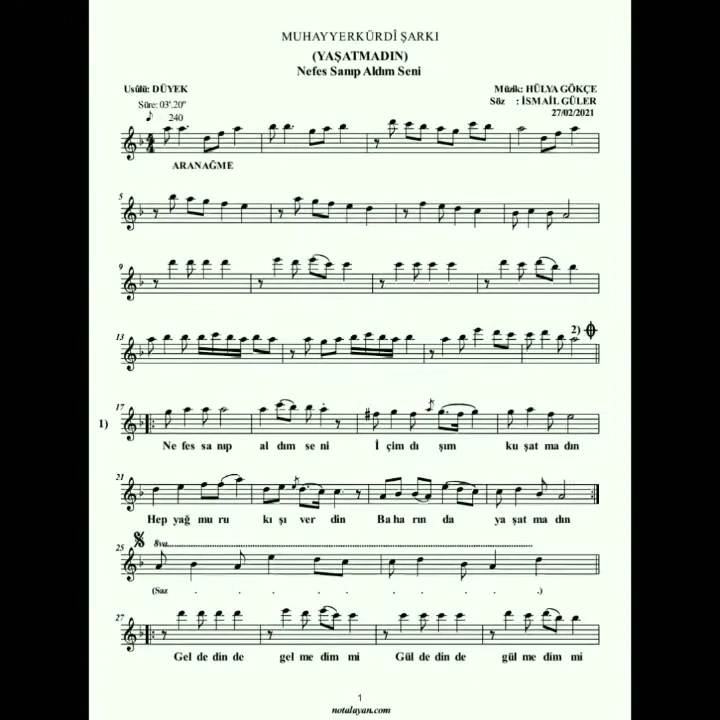 MUHAYYERKÜRDÎ ŞARKI
(YAŞATMADIN)
Nefes Sanıp Aldım Seni
Usûlü: DÜYEK
Müzik: HÜLYA GÖKÇE
Süre: 03'.20"
Söz : İSMAİL GÜLER
240
27/02/2021
4
4
ARANAĞME
5
9
13
2)
17
1)
Ne fes sa nıp al dım se ni İ çim dı şım ku şat ma dın
21
Hep yağ mu ru kı şı ver din Ba ha rın da ya şat ma dın
25
8va
(Saz . . . . . . . .)
27
Gel de din de gel me dim mi Gül de din de gül me dim mi
1
notalayan.com